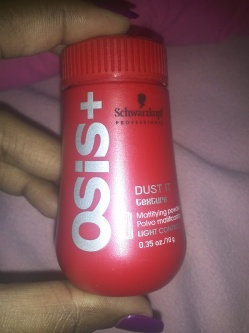 Schwarzkopf
PROFESSIONAL
OSiS+
DUST IT
texture
Mattifying powder
Polvo matificante
LIGHT CONTROL
0.35 oz./10 g